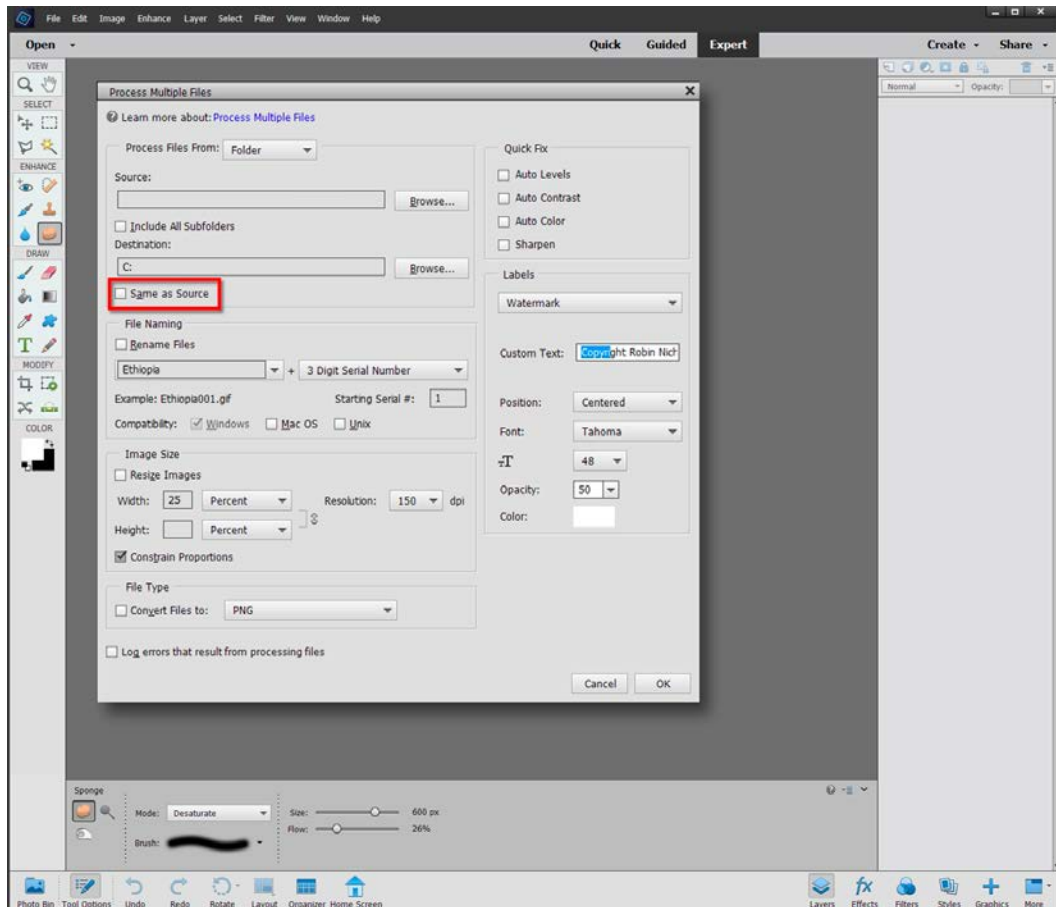 File Edit Image Enhance Layer Select Filter View Window Help
Open Quick Guided Expert Create Share
VIEW
SELECT
ENHANCE
DRAW
MODIFY
COLOR
Normal Opacity:
Process Multiple Files
Learn more about: Process Multiple Files
Process Files From: Folder
Source:
Browse...
Include All Subfolders
Destination:
C: Browse...
Same as Source
File Naming
Rename Files
Ethiopia + 3 Digit Serial Number
Example: Ethiopia001.gif Starting Serial #: 1
Compatibility: Windows Mac OS Unix
Image Size
Resize Images
Width: 25 Percent Resolution: 150 dpi
Height: Percent
Constrain Proportions
File Type
Convert Files to: PNG
Log errors that result from processing files
Quick Fix
Auto Levels
Auto Contrast
Auto Color
Sharpen
Labels
Watermark
Custom Text: Copyright Robin Nich
Position: Centered
Font: Tahoma
T 48
Opacity: 50
Color:
Cancel OK
Sponge
Mode: Desaturate Size: 600 px
Brush: Flow: 26%
Photo Bin Tool Options Undo Redo Rotate Layout Organizer Home Screen Layers Effects Filters Styles Graphics More